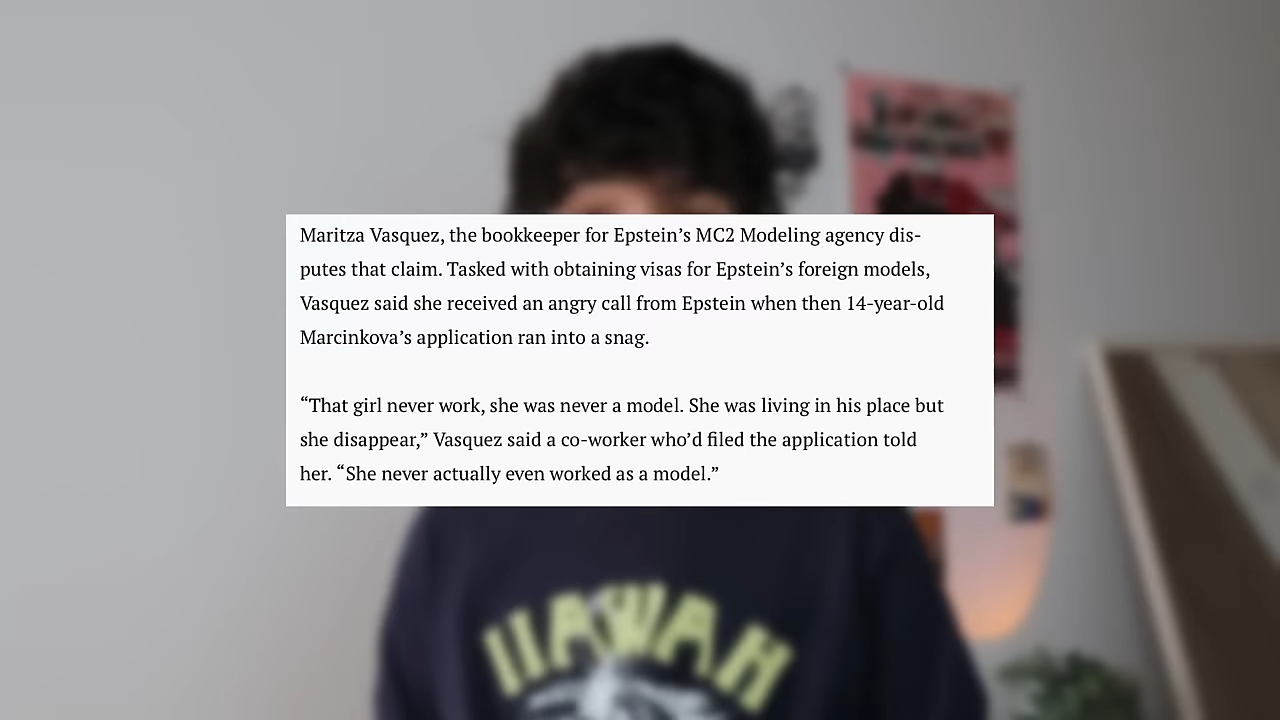 Maritza Vasquez, the bookkeeper for Epstein’s MC2 Modeling agency dis-
putes that claim. Tasked with obtaining visas for Epstein’s foreign models,
Vasquez said she received an angry call from Epstein when then 14-year-old
Marcinkova’s application ran into a snag.
“That girl never work, she was never a model. She was living in his place but
she disappear,” Vasquez said a co-worker who’d filed the application told
her. “She never actually even worked as a model.”
IIAWAH